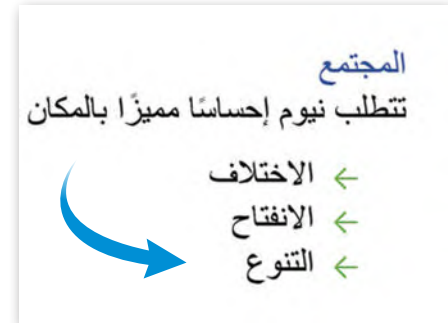 المجتمع
تتطلب نيوم إحساسًا مميزًا بالمكان
← الاختلاف
← الانفتاح
← التنوع